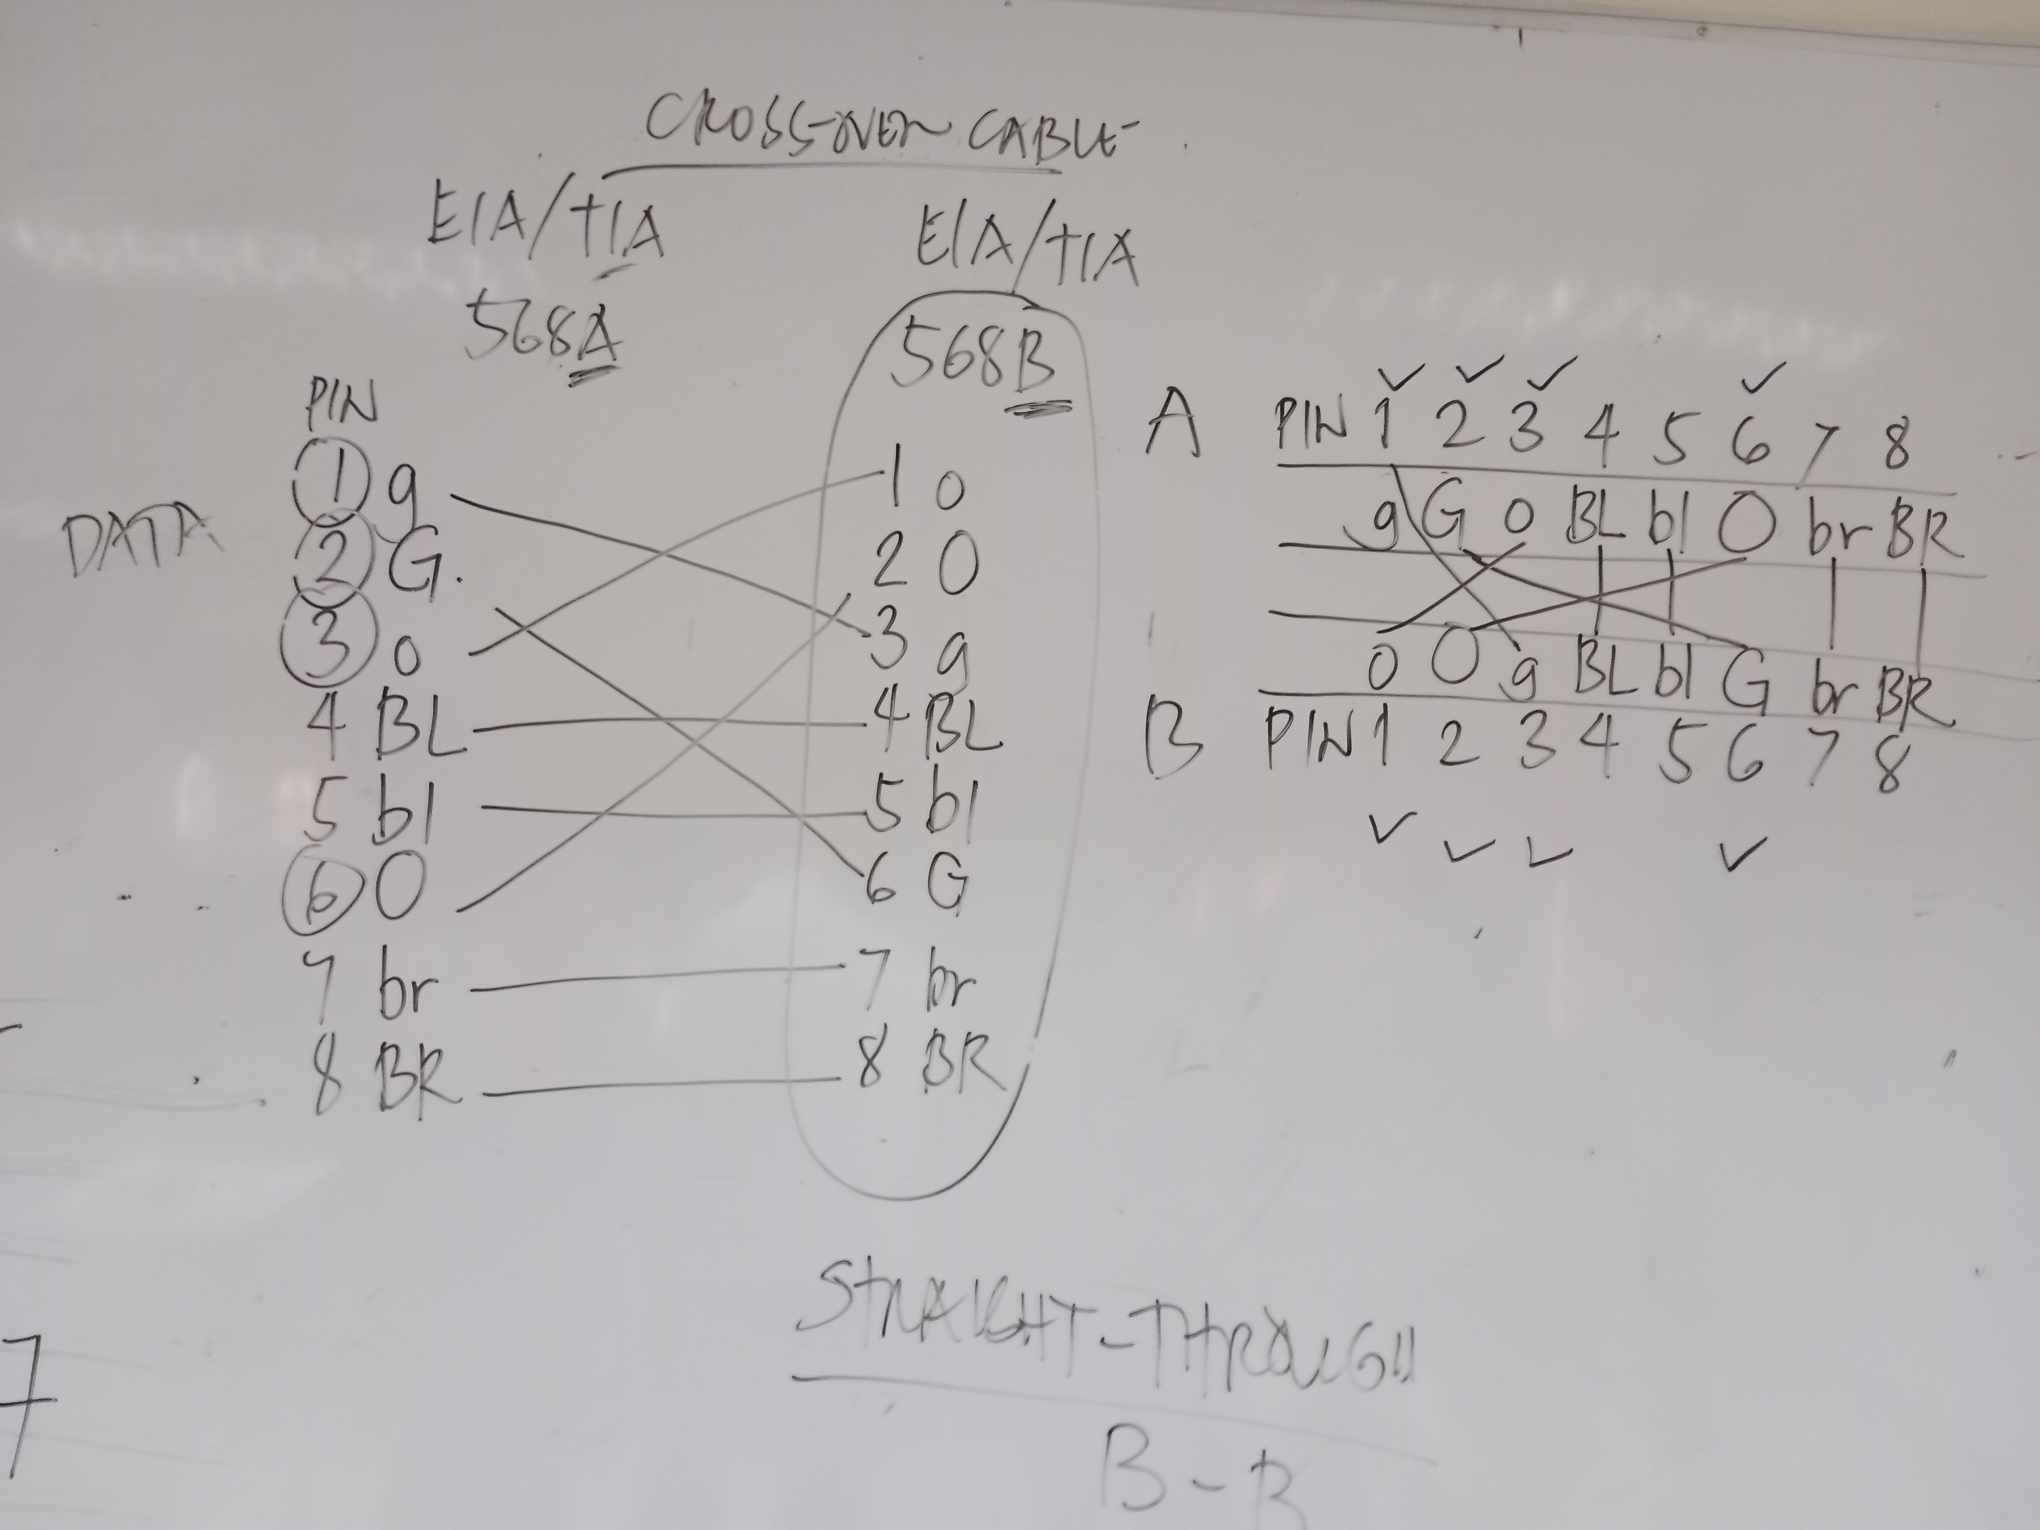 CROSS-OVER CABLE
EIA/TIA
568A
PIN
DATA
1 g
2 G.
3 o
4 BL
5 bl
6 O
7 br
8 BR
EIA/TIA
568B
1 o
2 O
3 g
4 BL
5 bl
6 G
7 br
8 BR
A PIN 1 2 3 4 5 6 7 8
g G o BL bl O br BR
o O g BL bl G br BR
B PIN 1 2 3 4 5 6 7 8
STRAIGHT-THROUGH
B-B
7